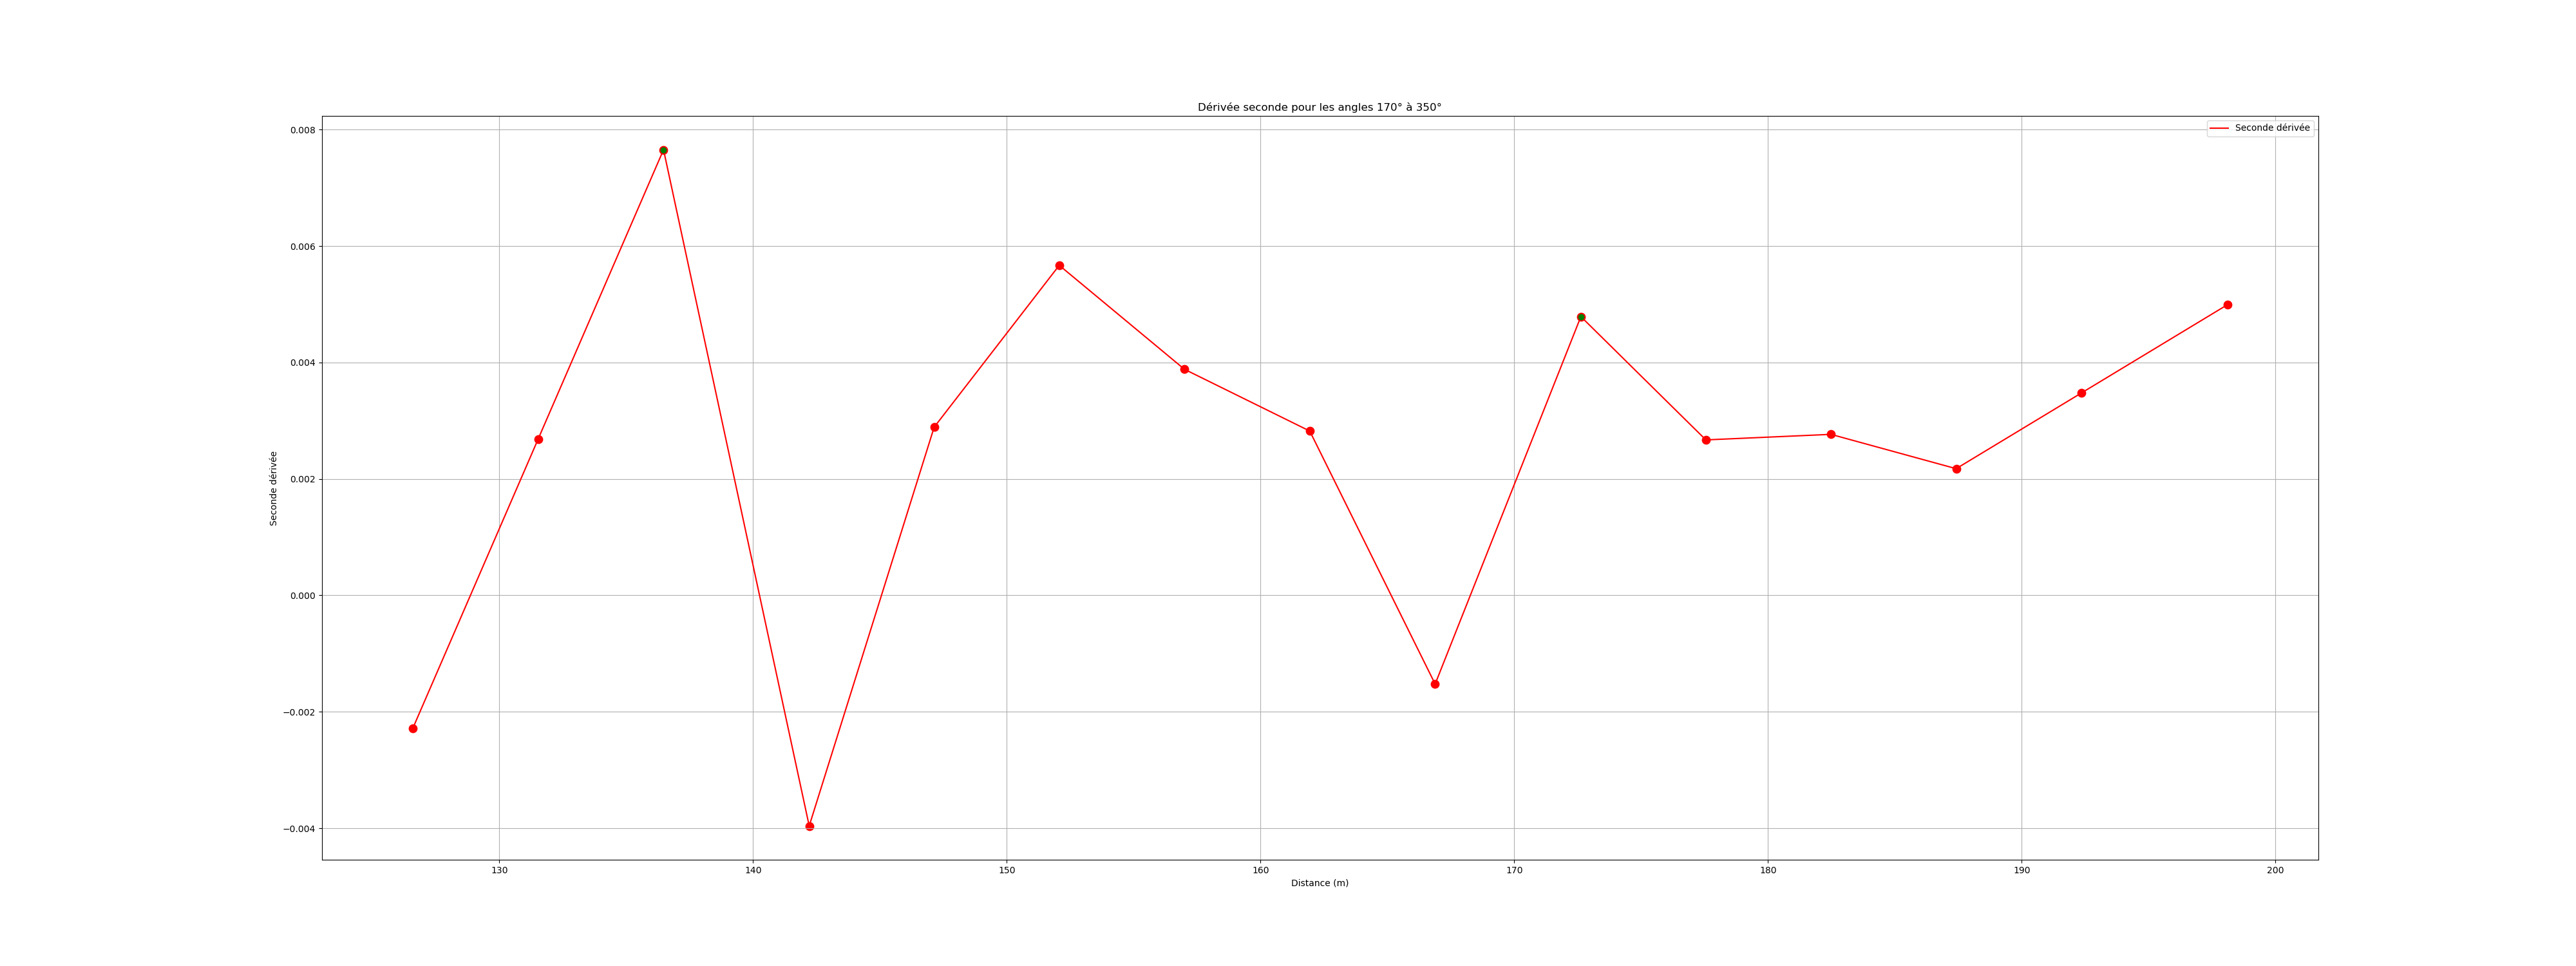 Dérivée seconde pour les angles 170° à 350°
Seconde dérivée
0.008
0.006
0.004
0.002
0.000
−0.002
−0.004
Seconde dérivée
130 140 150 160 170 180 190 200
Distance (m)